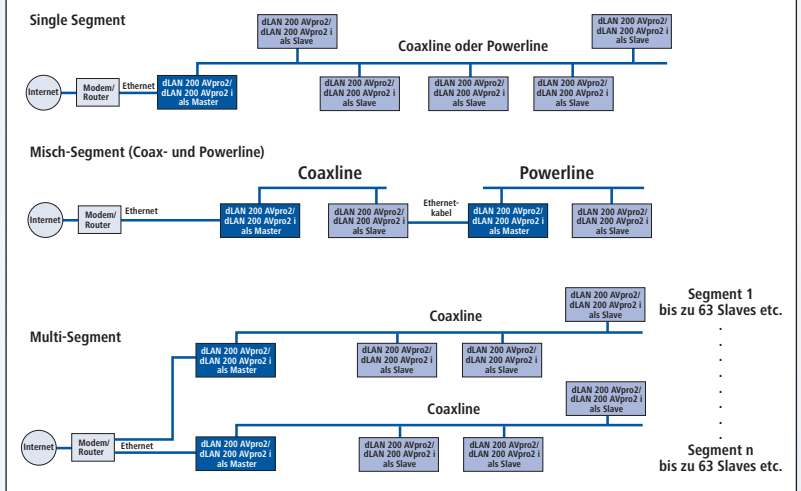 Single Segment
dLAN 200 AVpro2/
dLAN 200 AVpro2 i
als Slave
Coaxline oder Powerline
dLAN 200 AVpro2/
dLAN 200 AVpro2 i
als Slave
Internet
Modem/
Router
Ethernet
dLAN 200 AVpro2/
dLAN 200 AVpro2 i
als Master
dLAN 200 AVpro2/
dLAN 200 AVpro2 i
als Slave
dLAN 200 AVpro2/
dLAN 200 AVpro2 i
als Slave
dLAN 200 AVpro2/
dLAN 200 AVpro2 i
als Slave
Misch-Segment (Coax- und Powerline)
Coaxline
Powerline
Internet
Modem/
Router
Ethernet
dLAN 200 AVpro2/
dLAN 200 AVpro2 i
als Master
dLAN 200 AVpro2/
dLAN 200 AVpro2 i
als Slave
Ethernet-
kabel
dLAN 200 AVpro2/
dLAN 200 AVpro2 i
als Master
dLAN 200 AVpro2/
dLAN 200 AVpro2 i
als Slave
Multi-Segment
Coaxline
dLAN 200 AVpro2/
dLAN 200 AVpro2 i
als Slave
Segment 1
bis zu 63 Slaves etc.
.
.
.
.
.
.
.
.
dLAN 200 AVpro2/
dLAN 200 AVpro2 i
als Master
dLAN 200 AVpro2/
dLAN 200 AVpro2 i
als Slave
dLAN 200 AVpro2/
dLAN 200 AVpro2 i
als Slave
Coaxline
dLAN 200 AVpro2/
dLAN 200 AVpro2 i
als Slave
Internet
Modem/
Router
Ethernet
dLAN 200 AVpro2/
dLAN 200 AVpro2 i
als Master
dLAN 200 AVpro2/
dLAN 200 AVpro2 i
als Slave
dLAN 200 AVpro2/
dLAN 200 AVpro2 i
als Slave
Segment n
bis zu 63 Slaves etc.